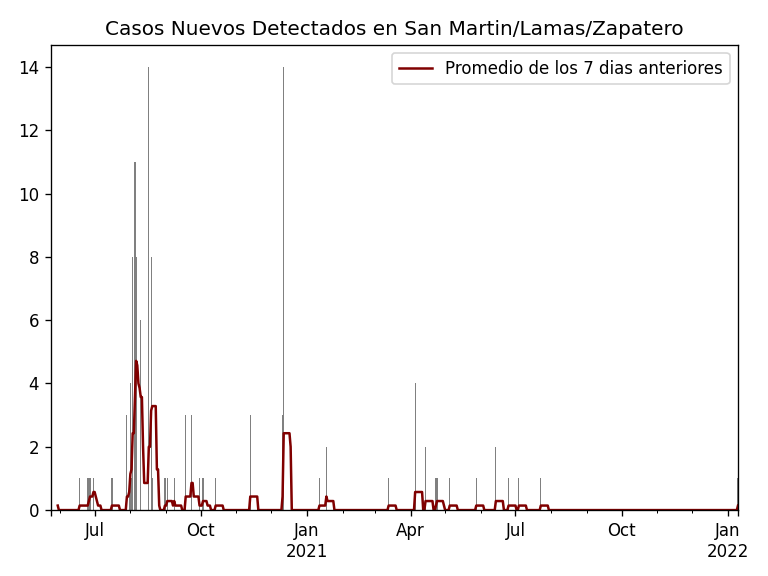 Casos Nuevos Detectados en San Martin/Lamas/Zapatero
Promedio de los 7 dias anteriores
14
12
10
8
6
4
2
0
Jul
Oct
Jan
2021
Apr
Jul
Oct
Jan
2022